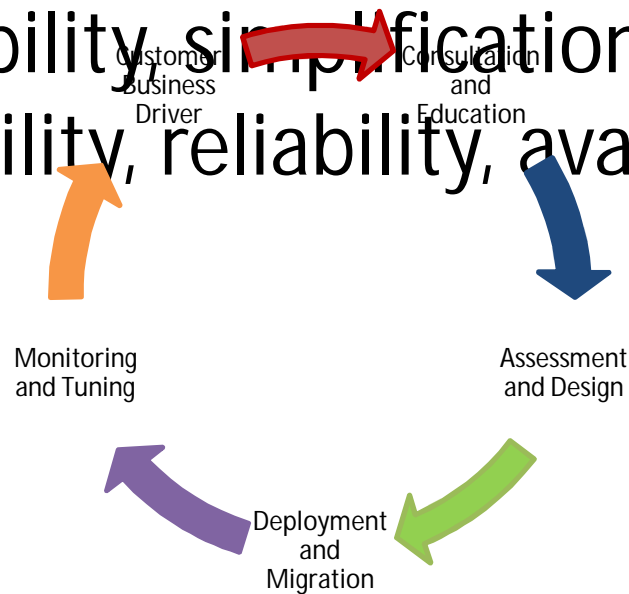 bility, simplification
ility, reliability, ava
Customer
Business
Driver
Consultation
and
Education
Assessment
and Design
Deployment
and
Migration
Monitoring
and Tuning